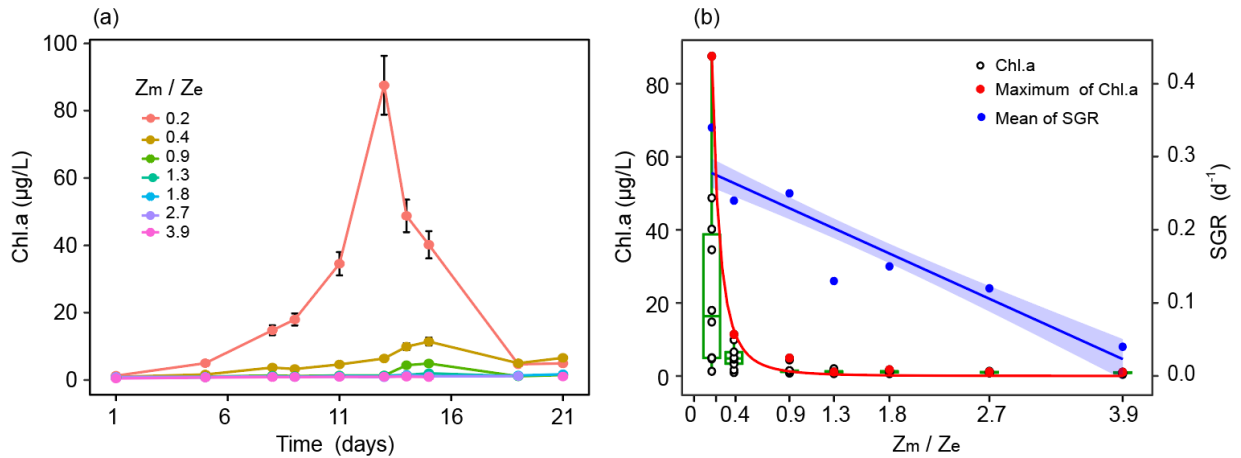 (a)
Chl.a (µg/L)
100
80
60
40
20
0
Zm / Ze
0.2
0.4
0.9
1.3
1.8
2.7
3.9
1
6
11
16
21
Time (days)
(b)
Chl.a (µg/L)
80
60
40
20
0
Chl.a
Maximum of Chl.a
Mean of SGR
0.4
0.3
0.2
0.1
0.0
SGR (d⁻¹)
0 0.4 0.9 1.3 1.8 2.7 3.9
Zm / Ze